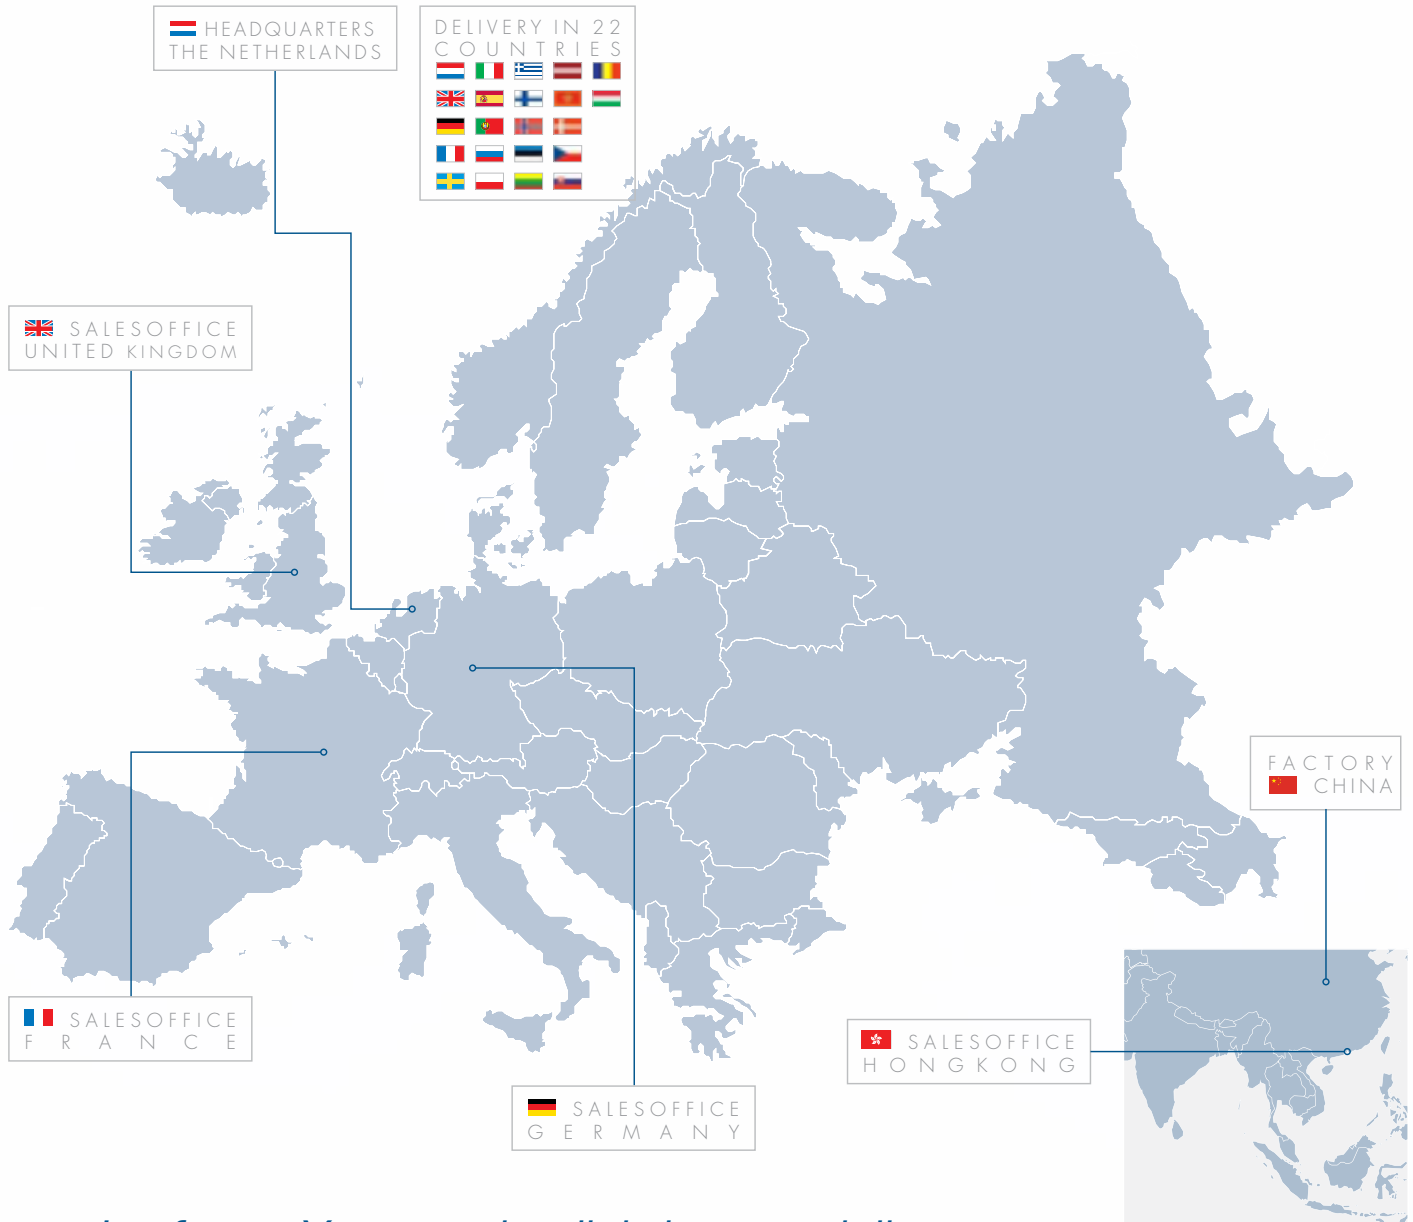 HEADQUARTERS
THE NETHERLANDS
DELIVERY IN 22
COUNTRIES
SALESOFFICE
UNITED KINGDOM
FACTORY
CHINA
SALESOFFICE
FRANCE
SALESOFFICE
HONGKONG
SALESOFFICE
GERMANY